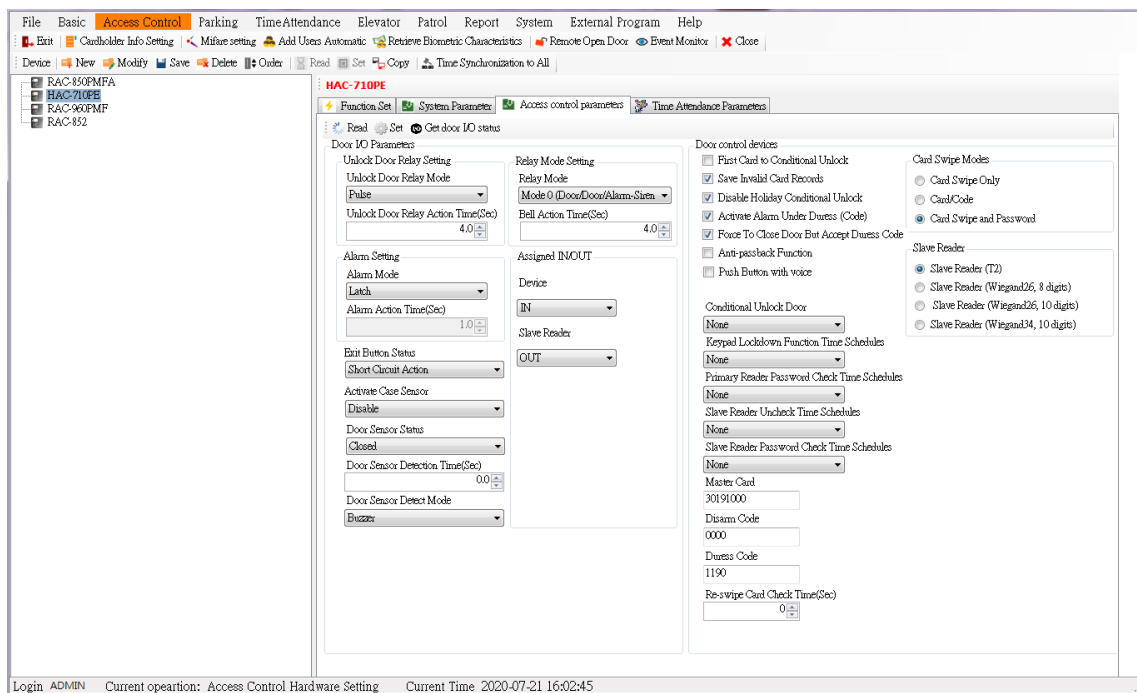 File Basic Access Control Parking TimeAttendance Elevator Patrol Report System External Program Help
Exit Cardholder Info Setting Mifare setting Add Users Automatic Retrieve Biometric Characteristics Remote Open Door Event Monitor Close
Device New Modify Save Delete Order Read Set Copy Time Synchronization to All
RAC-850PMFA
HAC-710PE
RAC-960PMF
RAC-852
HAC-710PE
Function Set System Parameter Access control parameters Time Attendance Parameters
Read Set Get door I/O status
Door I/O Parameters
Unlock Door Relay Setting
Unlock Door Relay Mode
Pulse
Unlock Door Relay Action Time(Sec)
4.0
Relay Mode Setting
Relay Mode
Mode 0 (Door/Door/Alarm-Siren
Bell Action Time(Sec)
4.0
Alarm Setting
Alarm Mode
Latch
Alarm Action Time(Sec)
1.0
Assigned IN/OUT
Device
IN
Slave Reader
OUT
Exit Button Status
Short Circuit Action
Activate Case Sensor
Disable
Door Sensor Status
Closed
Door Sensor Detection Time(Sec)
0.0
Door Sensor Detect Mode
Buzzer
Door control devices
First Card to Conditional Unlock
Save Invalid Card Records
Disable Holiday Conditional Unlock
Activate Alarm Under Duress (Code)
Force To Close Door But Accept Duress Code
Anti-passback Function
Push Button with voice
Card Swipe Modes
Card Swipe Only
Card/Code
Card Swipe and Password
Slave Reader
Slave Reader (T2)
Slave Reader (Wiegand26, 8 digits)
Slave Reader (Wiegand26, 10 digits)
Slave Reader (Wiegand34, 10 digits)
Conditional Unlock Door
None
Keypad Lockdown Function Time Schedules
None
Primary Reader Password Check Time Schedules
None
Slave Reader Uncheck Time Schedules
None
Slave Reader Password Check Time Schedules
None
Master Card
30191000
Disarm Code
0000
Duress Code
1190
Re-swipe Card Check Time(Sec)
0
Login ADMIN Current opeartion: Access Control Hardware Setting Current Time 2020-07-21 16:02:45